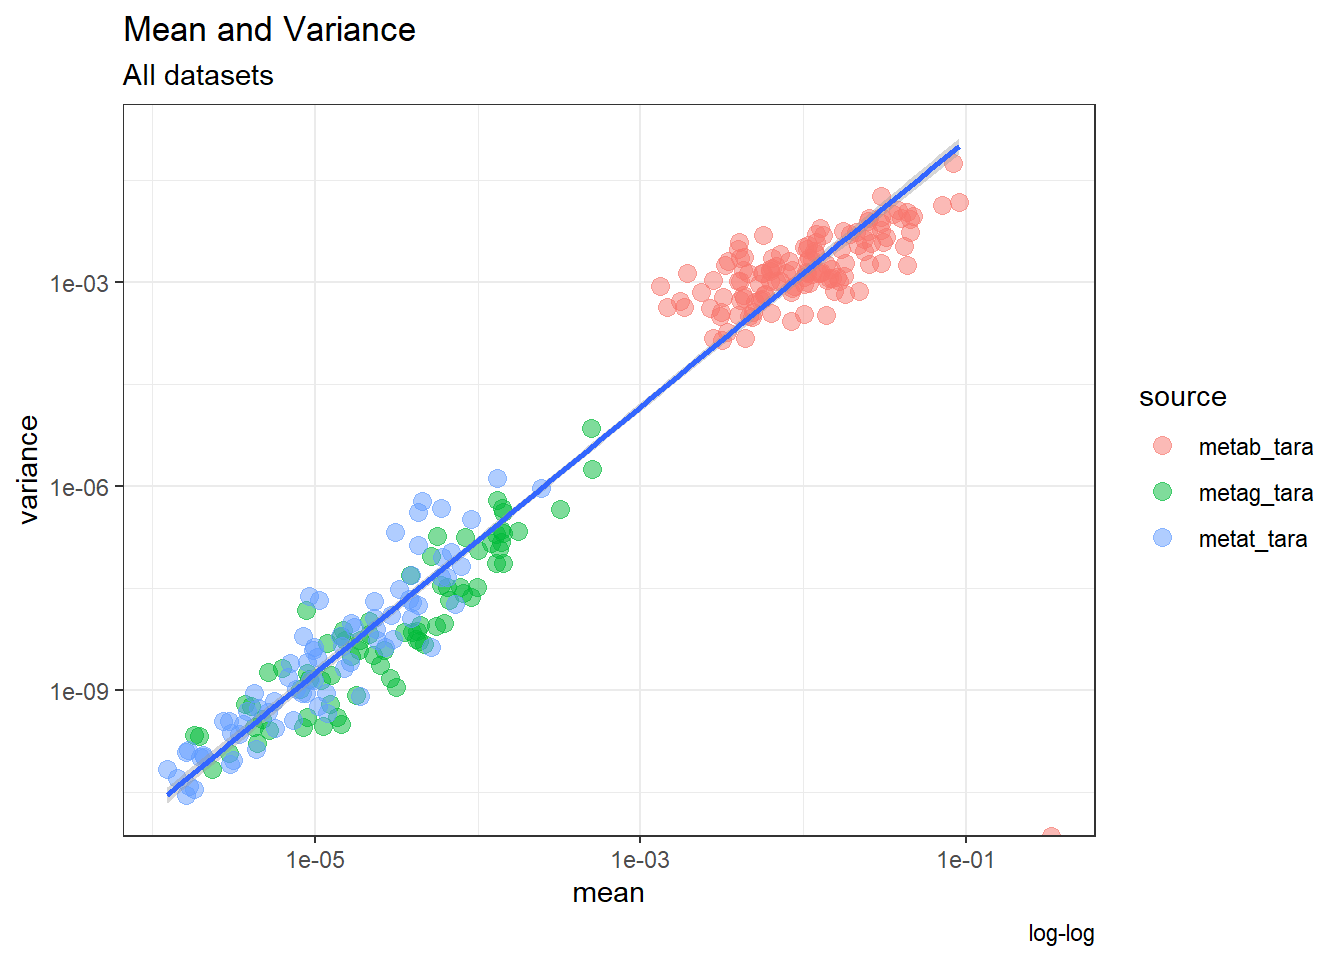 Mean and Variance
All datasets
variance
1e-03
1e-06
1e-09
1e-05
1e-03
1e-01
mean
log-log
source
metab_tara
metag_tara
metat_tara